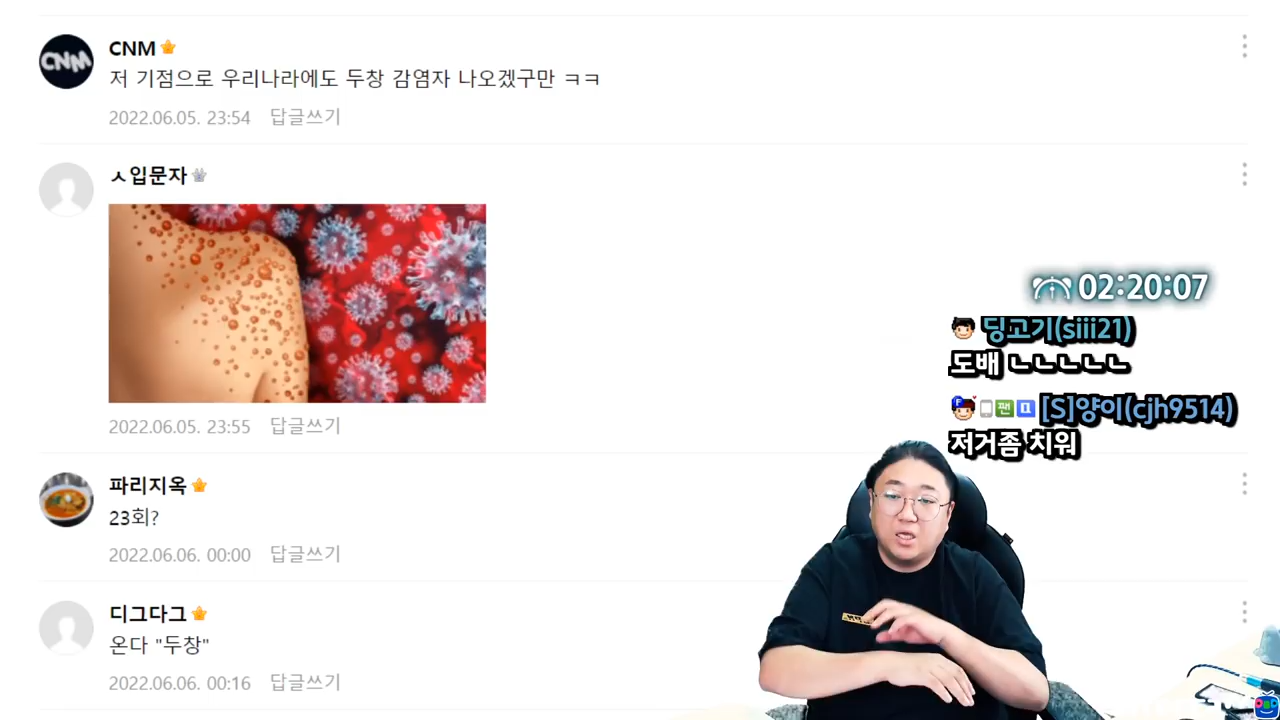 CNM
CNM
저 기점으로 우리나라에도 두창 감염자 나오겠구만 ㅋㅋ
2022.06.05. 23:54 답글쓰기
ㅅ입문자
2022.06.05. 23:55 답글쓰기
02:20:07
딩고기(siii21)
도배 ㄴㄴㄴㄴㄴ
F 짼 [S]양이(cjh9514)
저거좀 치워
파리지옥
23회?
2022.06.06. 00:00 답글쓰기
디그다그
온다 "두창"
2022.06.06. 00:16 답글쓰기